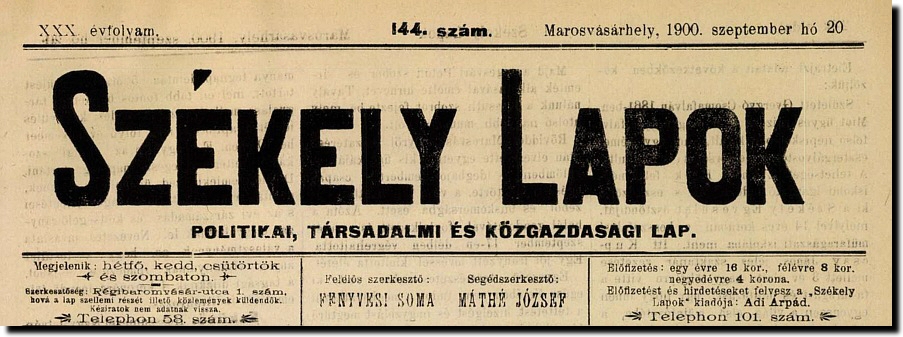 XXX évfolyam.
144. szám.
Marosvásárhely, 1900. szeptember hó 20
SZÉKELY LAPOK
POLITIKAI, TÁRSADALMI ÉS KÖZGAZDASÁGI LAP.
Megjelenik: hétfő, kedd, csütörtök
és szombaton.
Szerkesztőség: Régibaromvásár-utca 1. szám,
hová a lap szellemi részét illető közlemények küldendők.
Kéziratok nem adatnak vissza.
Telephon 58. szám.
Felelős szerkesztő:
FENYVESI SOMA
Segédszerkesztő:
MÁTHÉ JÓZSEF
Előfizetés: egy évre 16 kor., félévre 8 kor.
negyedévre 4 korona.
Előfizetést és hirdetéseket felvesz a „Székely
Lapok" kiadója: Adi Árpád.
Telephon 101. szám.